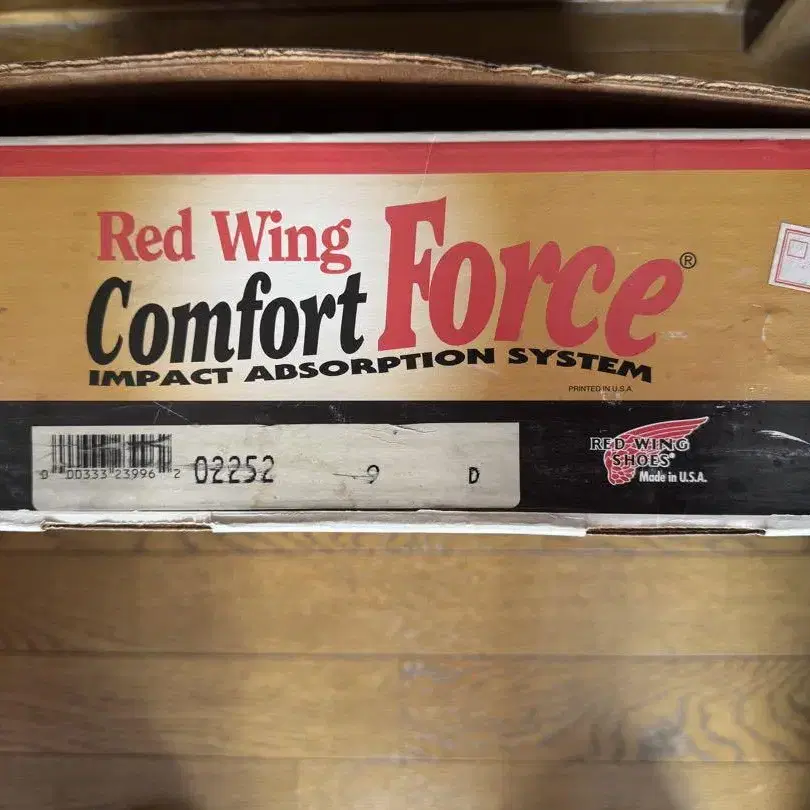 Red Wing
Comfort Force®
IMPACT ABSORPTION SYSTEM
PRINTED IN U.S.A.
0 00333 23996 2 02252 9 D
RED WING
SHOES®
Made in U.S.A.